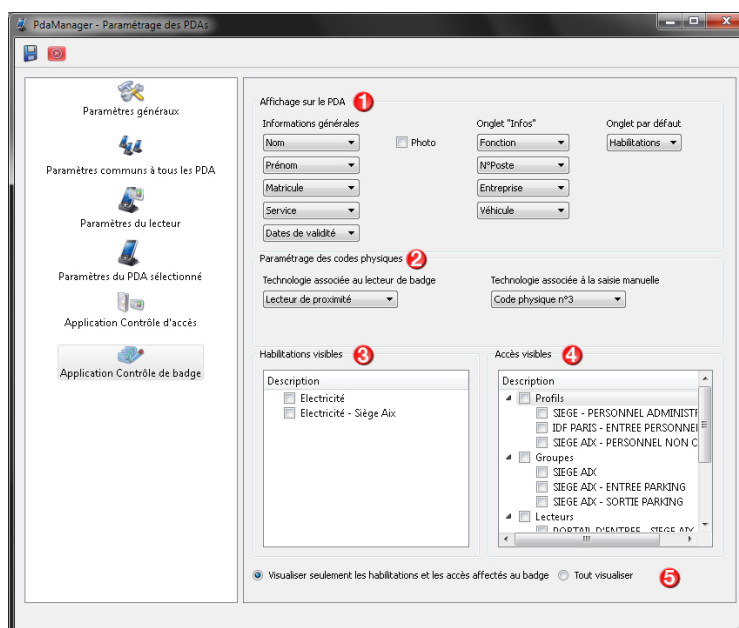 PdaManager - Paramétrage des PDAs
Paramètres généraux
Paramètres communs à tous les PDA
Paramètres du lecteur
Paramètres du PDA sélectionné
Application Contrôle d'accès
Application Contrôle de badge
Affichage sur le PDA 1
Informations générales
Onglet "Infos"
Onglet par défaut
Nom
Photo
Fonction
Habilitations
Prénom
N°Poste
Matricule
Entreprise
Service
Véhicule
Dates de validité
Paramétrage des codes physiques 2
Technologie associée au lecteur de badge
Technologie associée à la saisie manuelle
Lecteur de proximité
Code physique n°3
Habilitations visibles 3
Description
Electricité
Electricité - Siège Aix
Accès visibles 4
Description
Profils
SIEGE - PERSONNEL ADMINISTR
IDF PARIS - ENTREE PERSONNEL
SIEGE AIX - PERSONNEL NON C
Groupes
SIEGE AIX
SIEGE AIX - ENTREE PARKING
SIEGE AIX - SORTIE PARKING
Lecteurs
PORTAIL D'ENTREE - SIEGE AIX
Visualiser seulement les habilitations et les accès affectés au badge
Tout visualiser
5